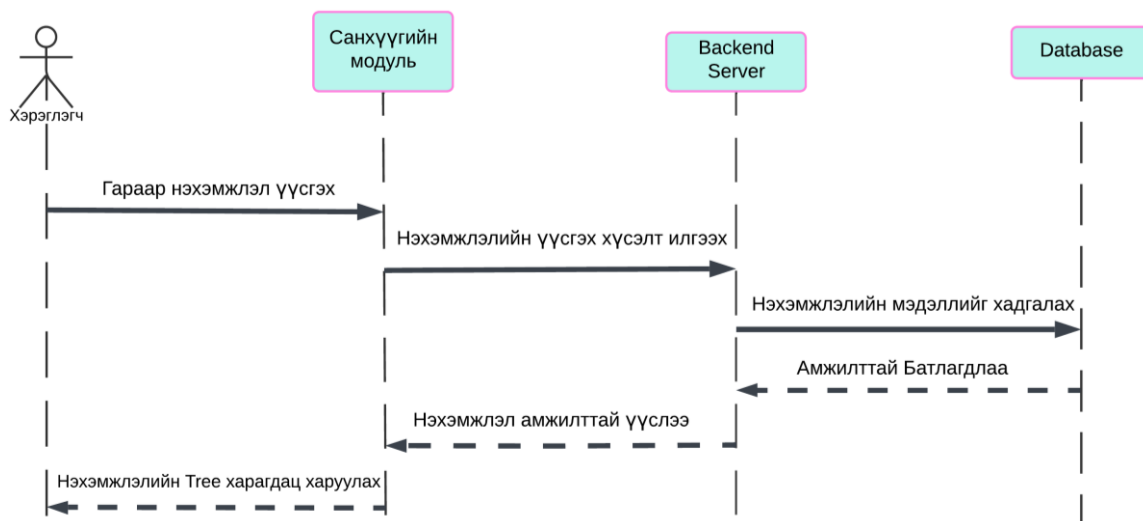 Санхүүгийн
модуль
Backend
Server
Database
Хэрэглэгч
Гараар нэхэмжлэл үүсгэх
Нэхэмжлэлийн үүсгэх хүсэлт илгээх
Нэхэмжлэлийн мэдэллийг хадгалах
Амжилттай Батлагдлаа
Нэхэмжлэл амжилттай үүслээ
Нэхэмжлэлийн Tree харагдац харуулах